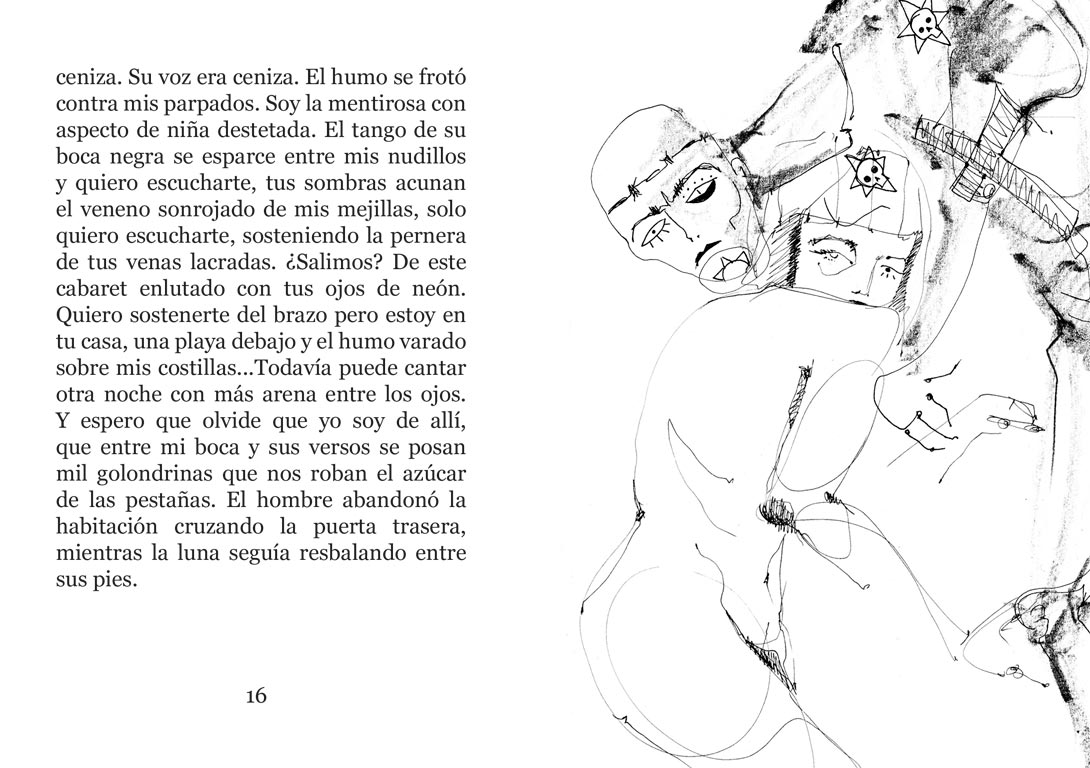 ceniza. Su voz era ceniza. El humo se frotó
contra mis parpados. Soy la mentirosa con
aspecto de niña destetada. El tango de su
boca negra se esparce entre mis nudillos
y quiero escucharte, tus sombras acunan
el veneno sonrojado de mis mejillas, solo
quiero escucharte, sosteniendo la pernera
de tus venas lacradas. ¿Salimos? De este
cabaret enlutado con tus ojos de neón.
Quiero sostenerte del brazo pero estoy en
tu casa, una playa debajo y el humo varado
sobre mis costillas...Todavía puede cantar
otra noche con más arena entre los ojos.
Y espero que olvide que yo soy de allí,
que entre mi boca y sus versos se posan
mil golondrinas que nos roban el azúcar
de las pestañas. El hombre abandonó la
habitación cruzando la puerta trasera,
mientras la luna seguía resbalando entre
sus pies.
16